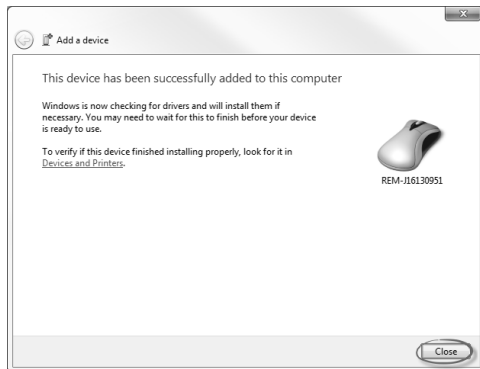 Add a device
This device has been successfully added to this computer
Windows is now checking for drivers and will install them if
necessary. You may need to wait for this to finish before your device
is ready to use.
To verify if this device finished installing properly, look for it in
Devices and Printers.
REM-J16130951
Close